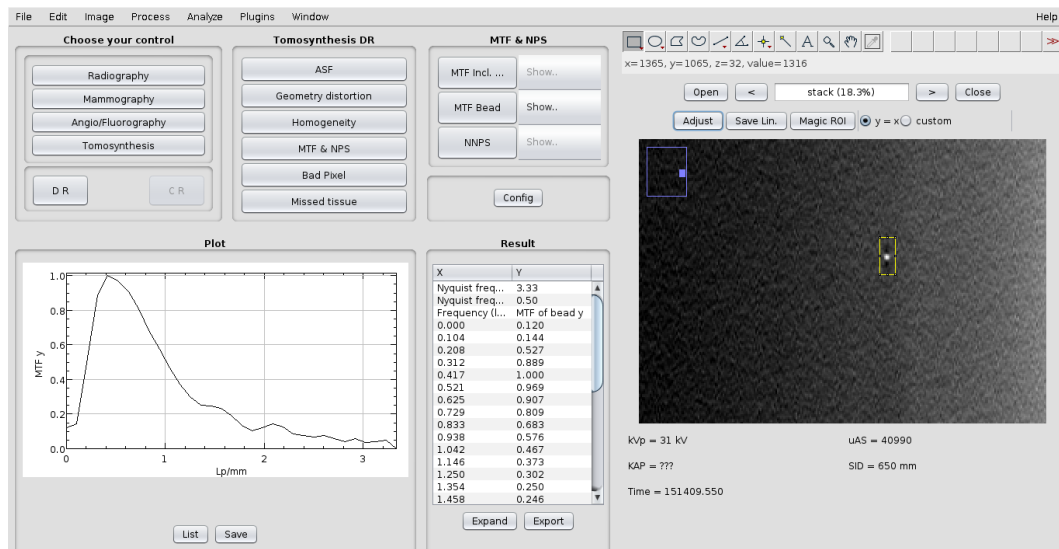 File Edit Image Process Analyze Plugins Window Help
Choose your control
Radiography
Mammography
Angio/Fluorography
Tomosynthesis
D R C R
Tomosynthesis DR
ASF
Geometry distortion
Homogeneity
MTF & NPS
Bad Pixel
Missed tissue
MTF & NPS
MTF Incl. ... Show..
MTF Bead Show..
NNPS Show..
Config
x=1365, y=1065, z=32, value=1316
Open < stack (18.3%) > Close
Adjust Save Lin. Magic ROI y = x custom
kVp = 31 kV uAS = 40990
KAP = ??? SID = 650 mm
Time = 151409.550
Plot
1.0
0.8
0.6
0.4
0.2
0.0
MTF y
0 1 2 3
Lp/mm
List Save
Result
X Y
Nyquist freq... 3.33
Nyquist freq... 0.50
Frequency (l... MTF of bead y
0.000 0.120
0.104 0.144
0.208 0.527
0.312 0.889
0.417 1.000
0.521 0.969
0.625 0.907
0.729 0.809
0.833 0.683
0.938 0.576
1.042 0.467
1.146 0.373
1.250 0.302
1.354 0.250
1.458 0.246
Expand Export